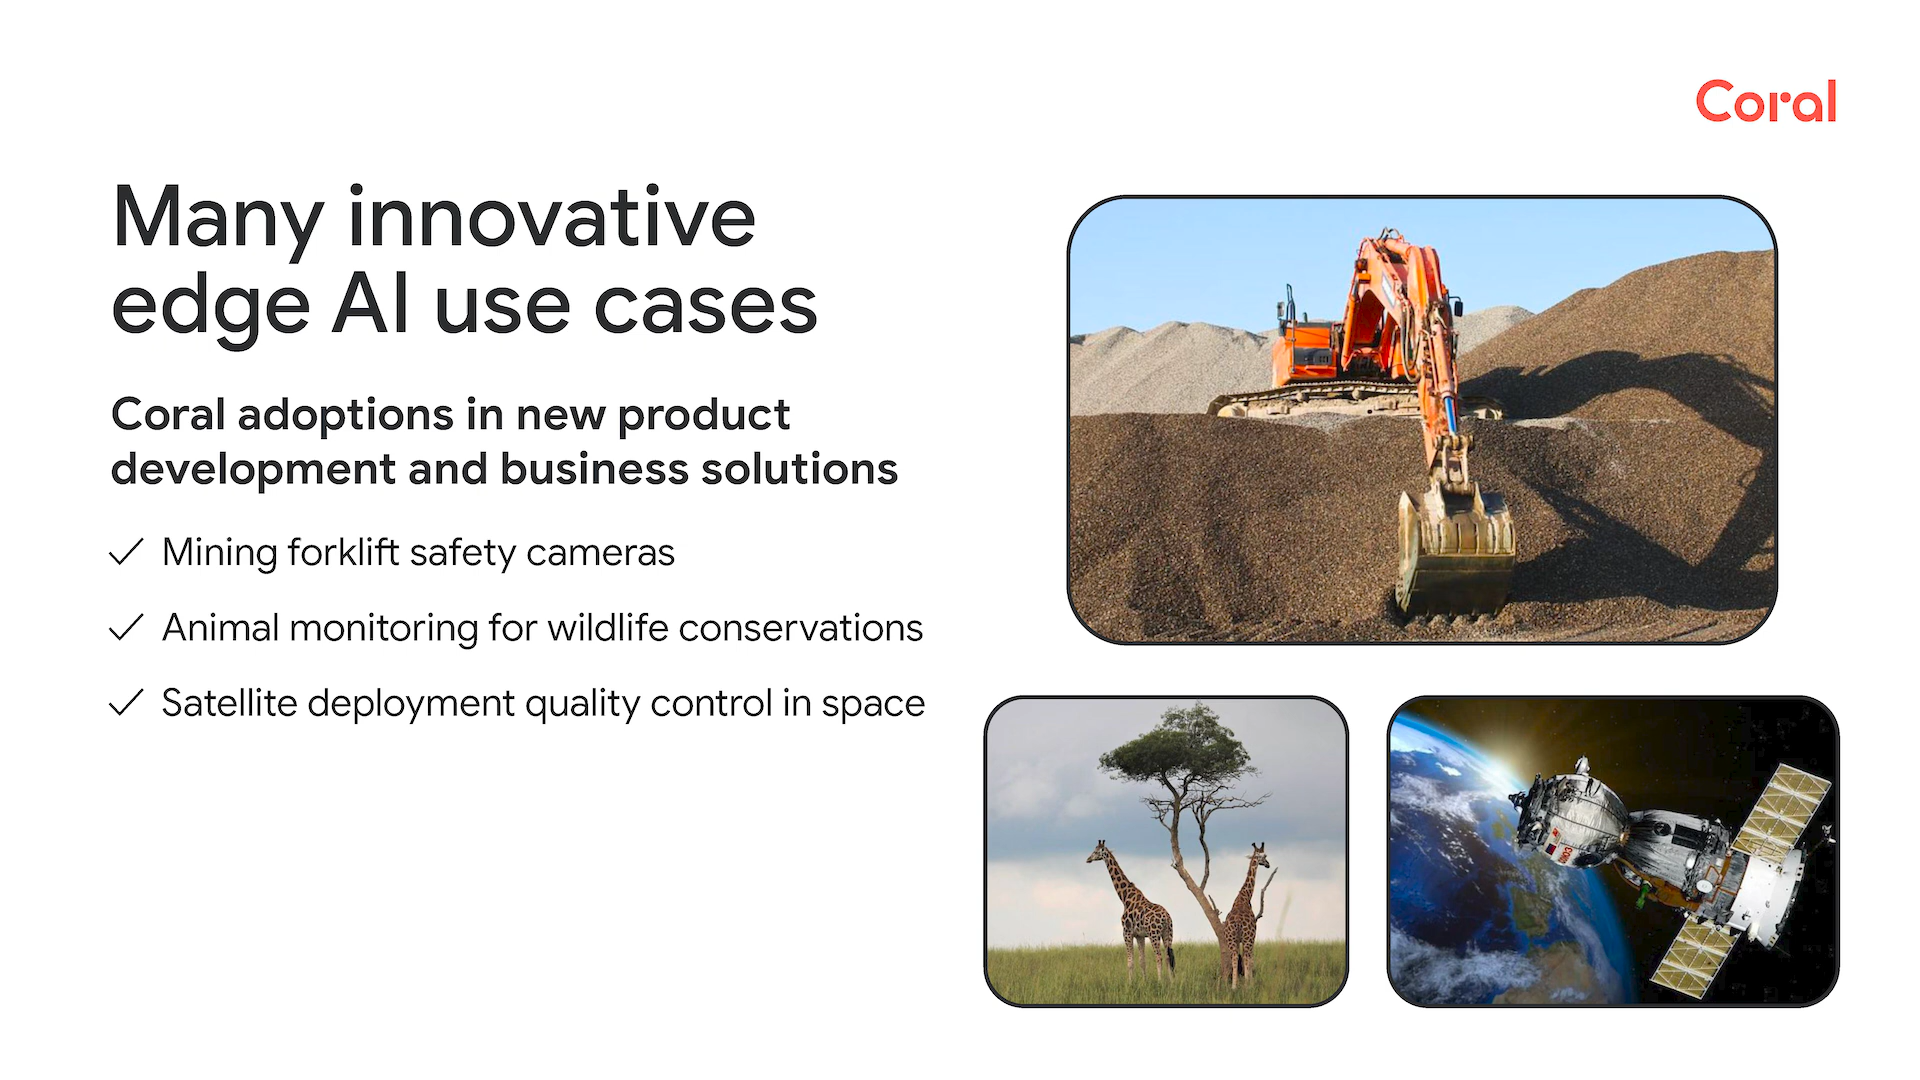 Coral
Many innovative
edge AI use cases
Coral adoptions in new product
development and business solutions
Mining forklift safety cameras
Animal monitoring for wildlife conservations
Satellite deployment quality control in space